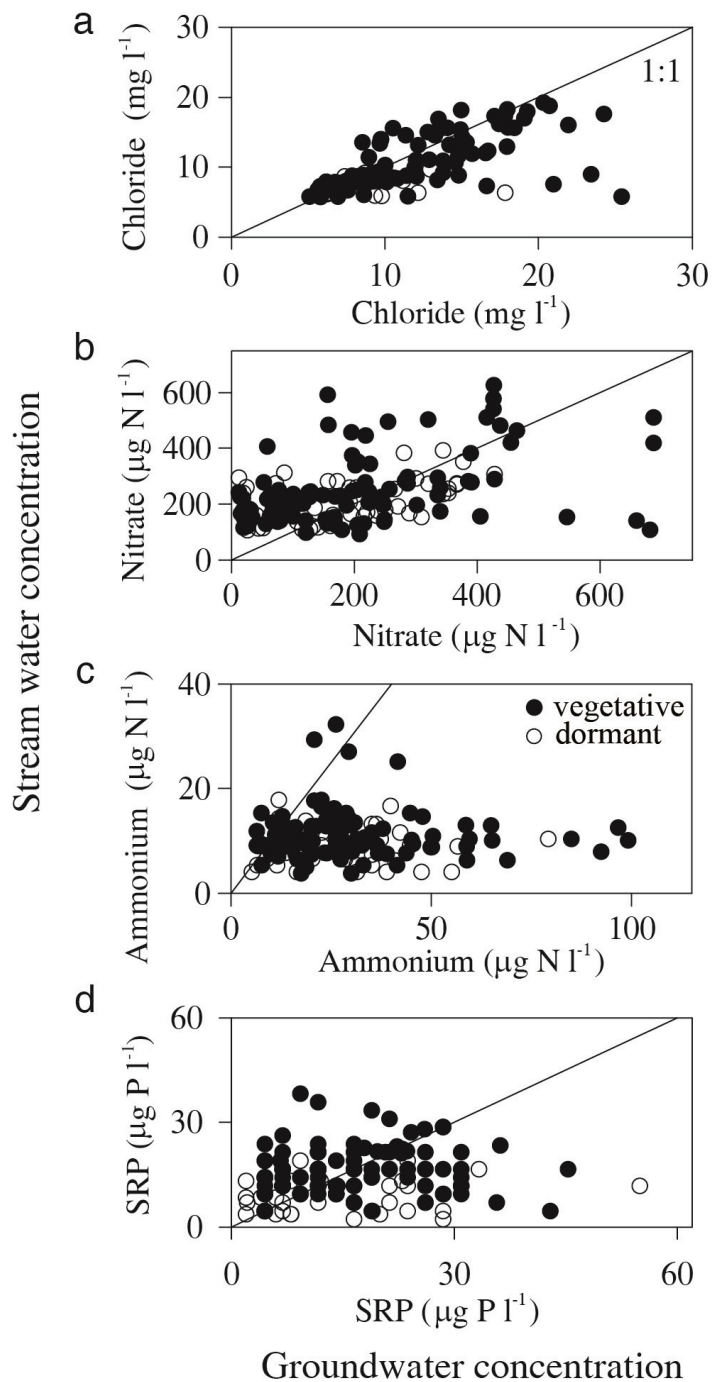 a
30
20
10
0
Chloride (mg l⁻¹)
1:1
0 10 20 30
Chloride (mg l⁻¹)
b
600
400
200
0
Nitrate (µg N l⁻¹)
0 200 400 600
Nitrate (µg N l⁻¹)
Stream water concentration
c
40
20
0
Ammonium (µg N l⁻¹)
vegetative
dormant
0 50 100
Ammonium (µg N l⁻¹)
d
60
30
0
SRP (µg P l⁻¹)
0 30 60
SRP (µg P l⁻¹)
Groundwater concentration